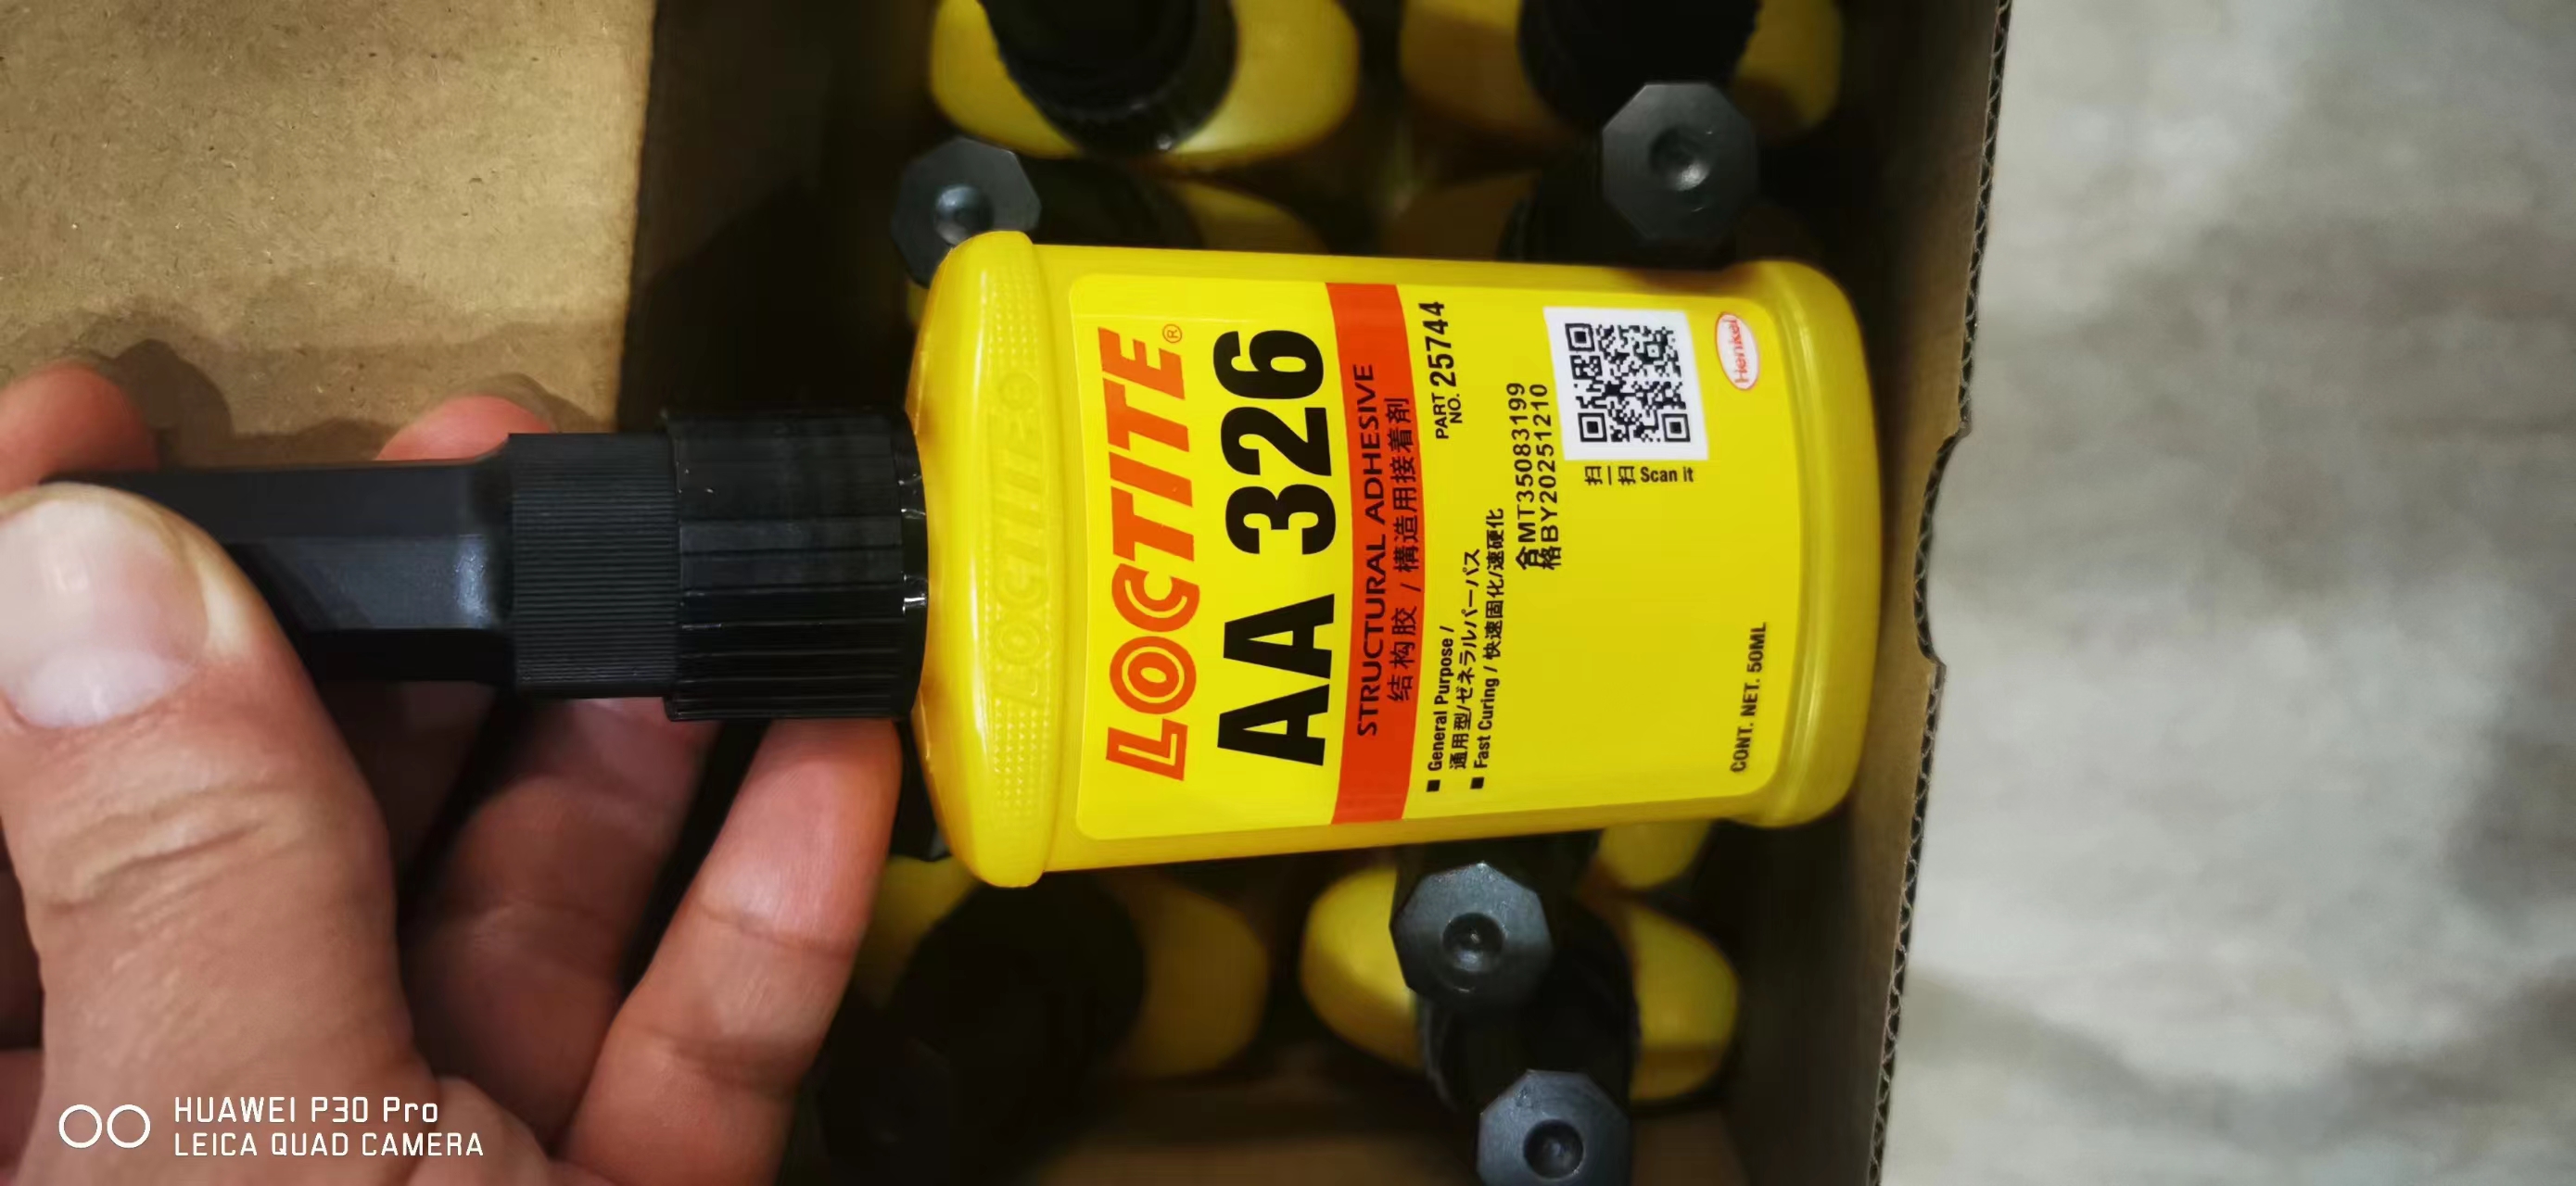 LOCTITE®
AA 326
STRUCTURAL ADHESIVE
结构胶 / 構造用接着剤
PART NO. 25744
■ General Purpose /
通用型/ゼネラルパーパス
■ Fast Curing / 快速固化/速硬化
合MT35083199
格BY20251210
扫一扫 Scan it
CONT. NET. 50ML
Henkel
LOCTITE®
HUAWEI P30 Pro
LEICA QUAD CAMERA